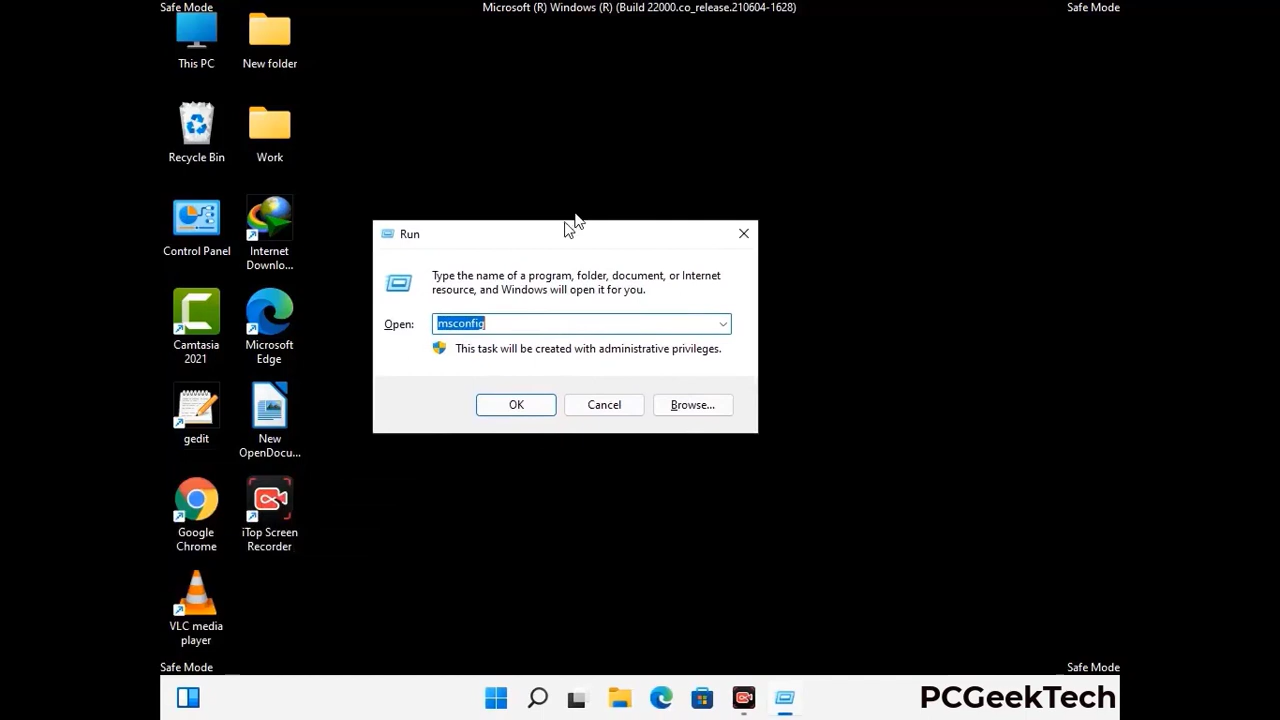 Safe Mode
Microsoft (R) Windows (R) (Build 22000.co_release.210604-1628)
Safe Mode
This PC
New folder
Recycle Bin
Work
Control Panel
Internet
Downlo...
Camtasia
2021
Microsoft
Edge
gedit
New
OpenDocu...
Google
Chrome
iTop Screen
Recorder
VLC media
player
Run
Type the name of a program, folder, document, or Internet
resource, and Windows will open it for you.
Open:
msconfig
This task will be created with administrative privileges.
OK
Cancel
Browse...
Safe Mode
Safe Mode
PCGeekTech